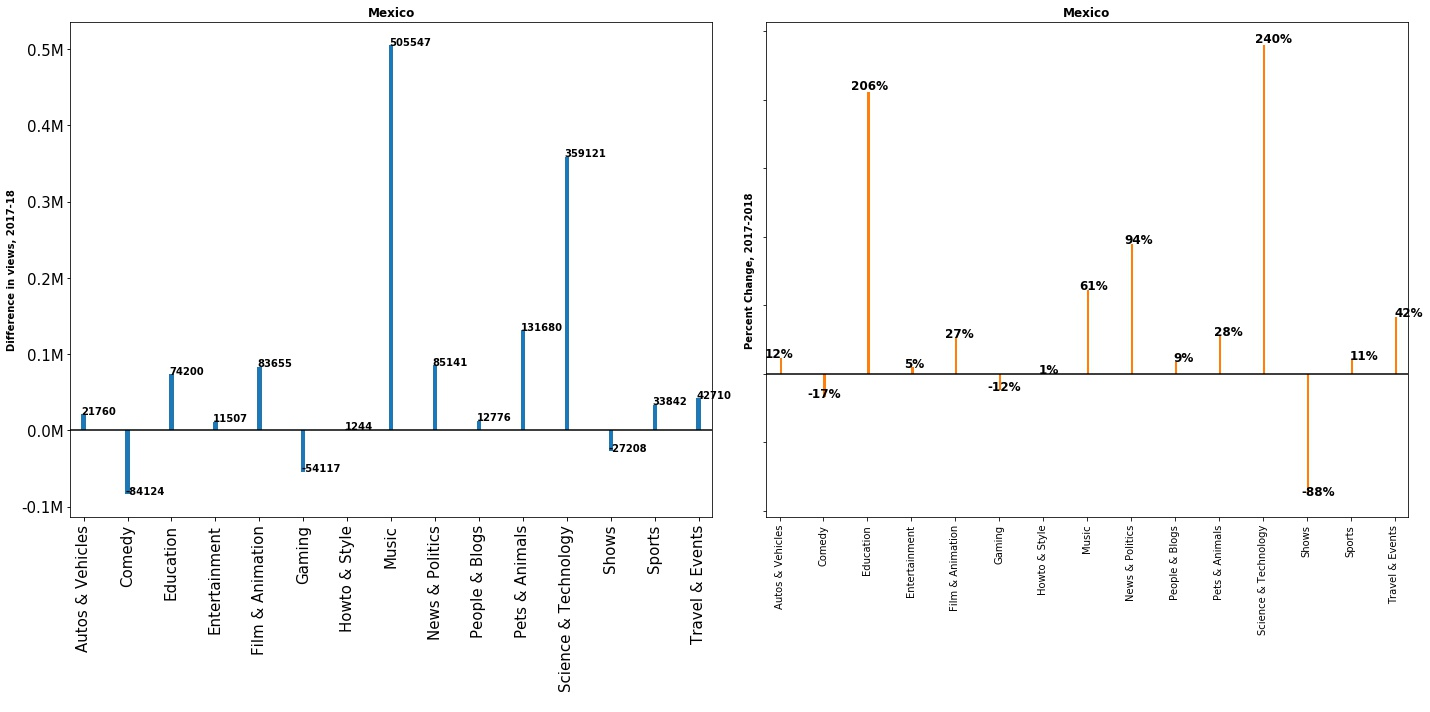 Mexico
Difference in views, 2017-18
0.5M
0.4M
0.3M
0.2M
0.1M
0.0M
-0.1M
21760
-84124
74200
11507
83655
-54117
1244
505547
85141
12776
131680
359121
-27208
33842
42710
Autos & Vehicles
Comedy
Education
Entertainment
Film & Animation
Gaming
Howto & Style
Music
News & Politics
People & Blogs
Pets & Animals
Science & Technology
Shows
Sports
Travel & Events
Mexico
Percent Change, 2017-2018
12%
-17%
206%
5%
27%
-12%
1%
61%
94%
9%
28%
240%
-88%
11%
42%
Autos & Vehicles
Comedy
Education
Entertainment
Film & Animation
Gaming
Howto & Style
Music
News & Politics
People & Blogs
Pets & Animals
Science & Technology
Shows
Sports
Travel & Events